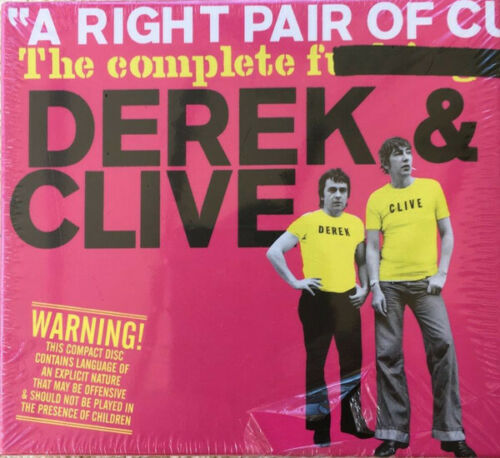 "A RIGHT PAIR OF CU
The complete fu
DEREK &
CLIVE
DEREK
CLIVE
WARNING!
THIS COMPACT DISC
CONTAINS LANGUAGE OF
AN EXPLICIT NATURE
THAT MAY BE OFFENSIVE
& SHOULD NOT BE PLAYED IN
THE PRESENCE OF CHILDREN